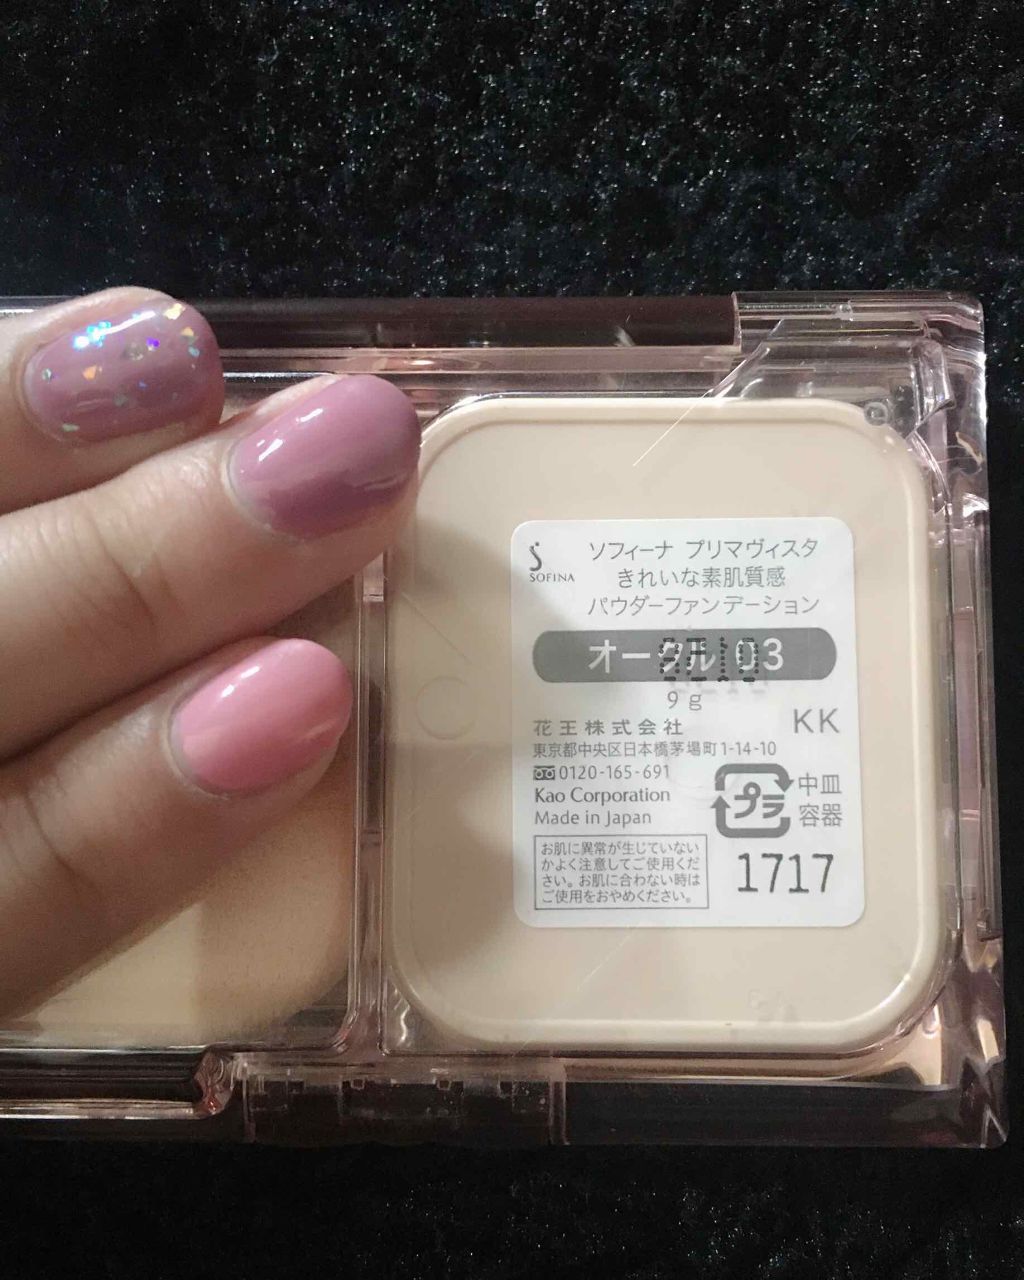 SOFINA
ソフィーナ プリマヴィスタ
きれいな素肌質感
パウダーファンデーション
オークル 03
9 g
花王株式会社
KK
東京都中央区日本橋茅場町1-14-10
0120-165-691
Kao Corporation
Made in Japan
プラ
中皿
容器
お肌に異常が生じていない
かよく注意してご使用くだ
さい。お肌に合わない時は
ご使用をおやめください。
1717